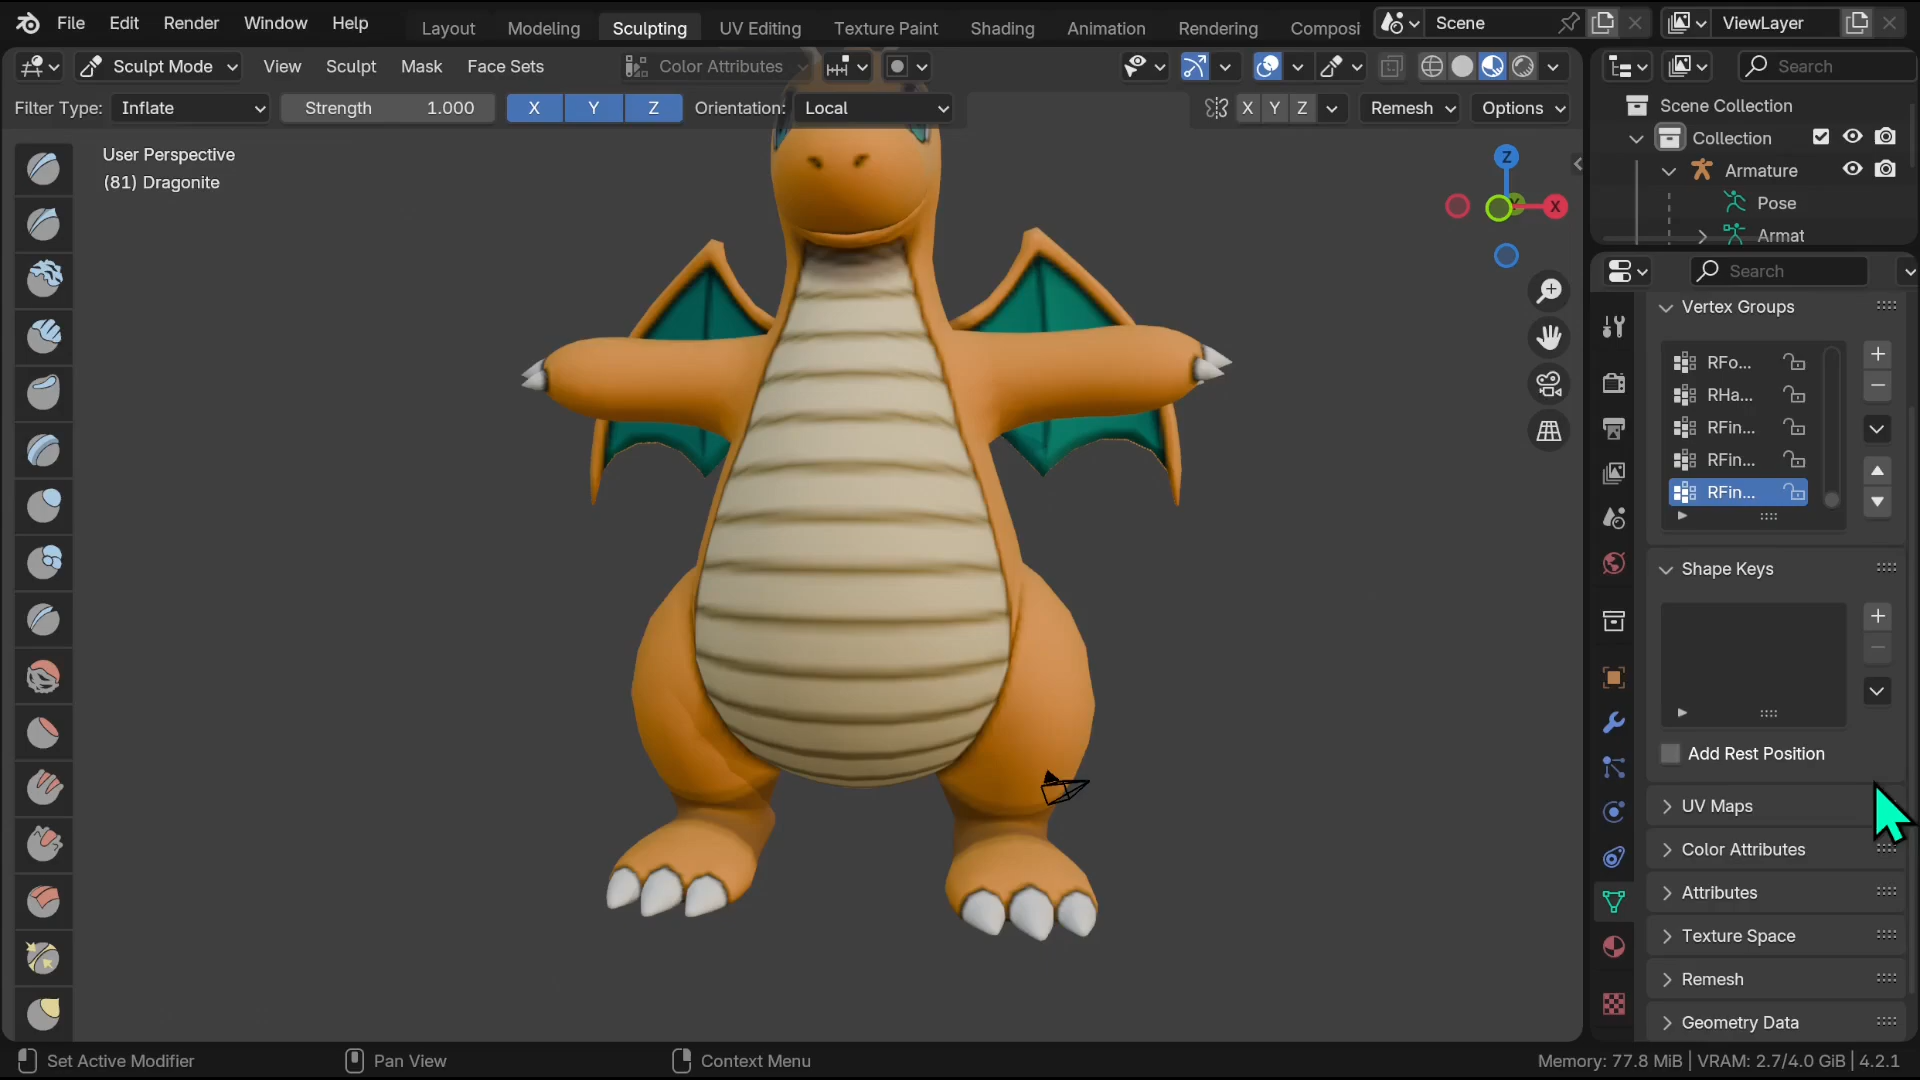 File Edit Render Window Help Layout Modeling Sculpting UV Editing Texture Paint Shading Animation Rendering Composi Scene ViewLayer
Sculpt Mode View Sculpt Mask Face Sets Color Attributes Search
Filter Type: Inflate Strength 1.000 X Y Z Orientation: Local X Y Z Remesh Options
Scene Collection
Collection
Armature
Pose
Armat
User Perspective
(81) Dragonite
Z
X
Y
Search
Vertex Groups
RFo...
RHa...
RFin...
RFin...
RFin...
Shape Keys
Add Rest Position
UV Maps
Color Attributes
Attributes
Texture Space
Remesh
Geometry Data
Set Active Modifier Pan View Context Menu Memory: 77.8 MiB | VRAM: 2.7/4.0 GiB | 4.2.1